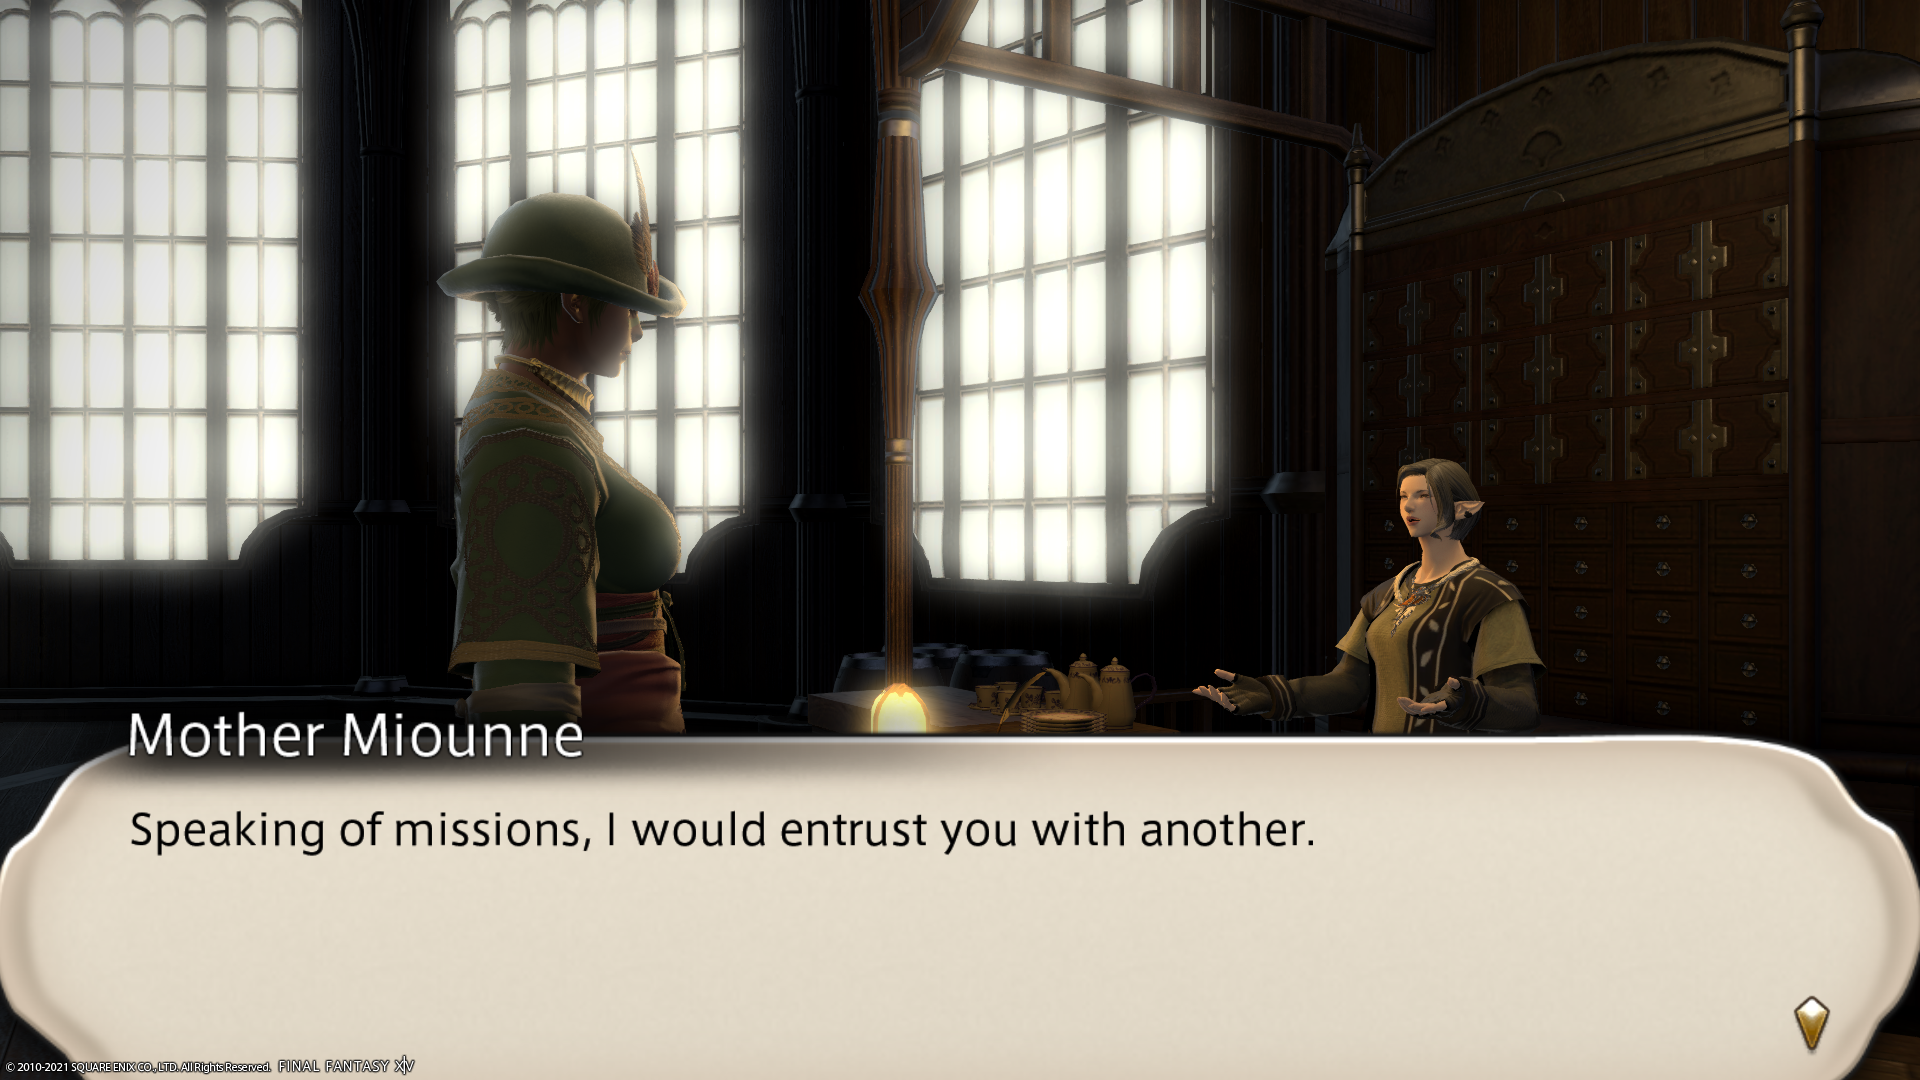 Mother Miounne
Speaking of missions, I would entrust you with another.
© 2010-2021 SQUARE ENIX CO., LTD. All Rights Reserved. FINAL FANTASY XIV